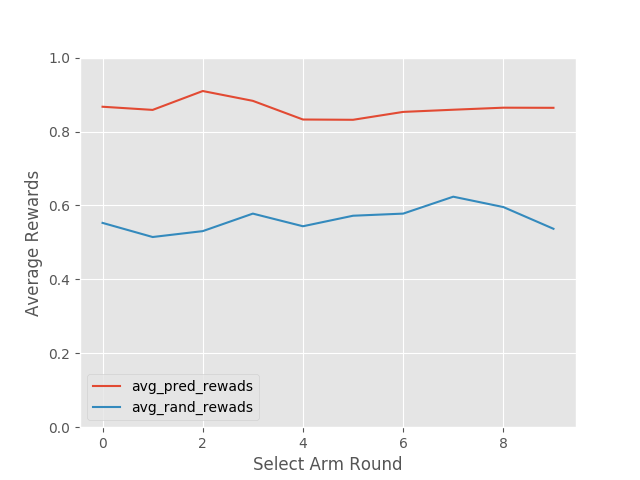 1.0
0.8
0.6
0.4
0.2
0.0
Average Rewards
avg_pred_rewads
avg_rand_rewads
0 2 4 6 8
Select Arm Round